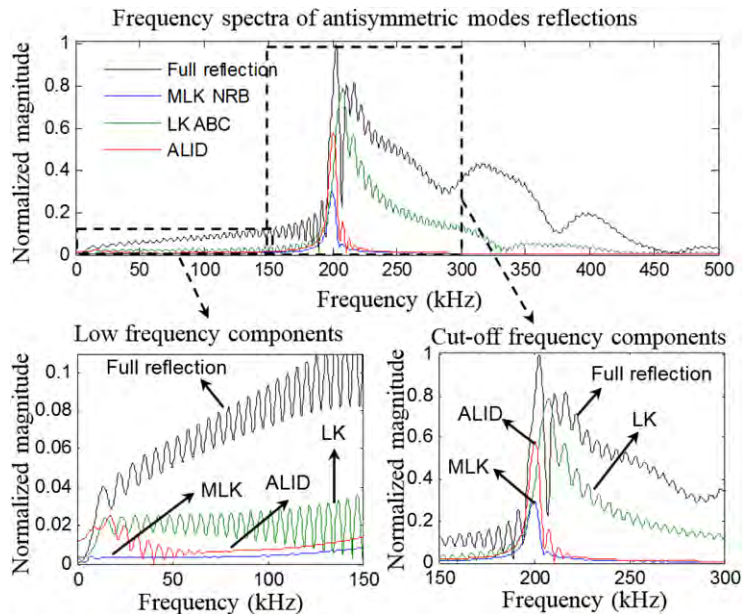 Frequency spectra of antisymmetric modes reflections
Normalized magnitude
1
0.8
0.6
0.4
0.2
0
Full reflection
MLK NRB
LK ABC
ALID
0 50 100 150 200 250 300 350 400 450 500
Frequency (kHz)
Low frequency components
Normalized magnitude
0.1
0.08
0.06
0.04
0.02
0
Full reflection
LK
MLK
ALID
0 50 100 150
Frequency (kHz)
Cut-off frequency components
Normalized magnitude
1
0.8
0.6
0.4
0.2
0
Full reflection
ALID
LK
MLK
150 200 250 300
Frequency (kHz)